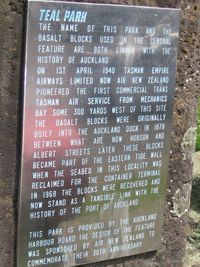 TEAL PARK
THE NAME OF THIS PARK AND THE
BASALT BLOCKS USED IN THE CENTRAL
FEATURE ARE BOTH LINKED WITH THE
HISTORY OF AUCKLAND
ON 1ST APRIL 1940 TASMAN EMPIRE
AIRWAYS LIMITED NOW AIR NEW ZEALAND
PIONEERED THE FIRST COMMERCIAL TRANS
TASMAN AIR SERVICE FROM MECHANICS
BAY SOME 300 YARDS WEST OF THIS SITE
THE BASALT BLOCKS WERE ORIGINALLY
BUILT INTO THE AUCKLAND DOCK IN 1878
BETWEEN WHAT ARE NOW HOBSON AND
ALBERT STREETS LATER THESE BLOCKS
BECAME PART OF THE EASTERN TIDE WALL
WHEN THE SEABED IN THIS LOCALITY WAS
RECLAIMED FOR THE CONTAINER TERMINAL
IN 1968 THE BLOCKS WERE RECOVERED AND
NOW STAND AS A TANGIBLE LINK WITH THE
HISTORY OF THE PORT OF AUCKLAND
THIS PARK IS PROVIDED BY THE AUCKLAND
HARBOUR BOARD THE DESIGN OF THE FEATURE
WAS SPONSORED BY AIR NEW ZEALAND TO
COMMEMORATE THEIR 30TH ANNIVERSARY